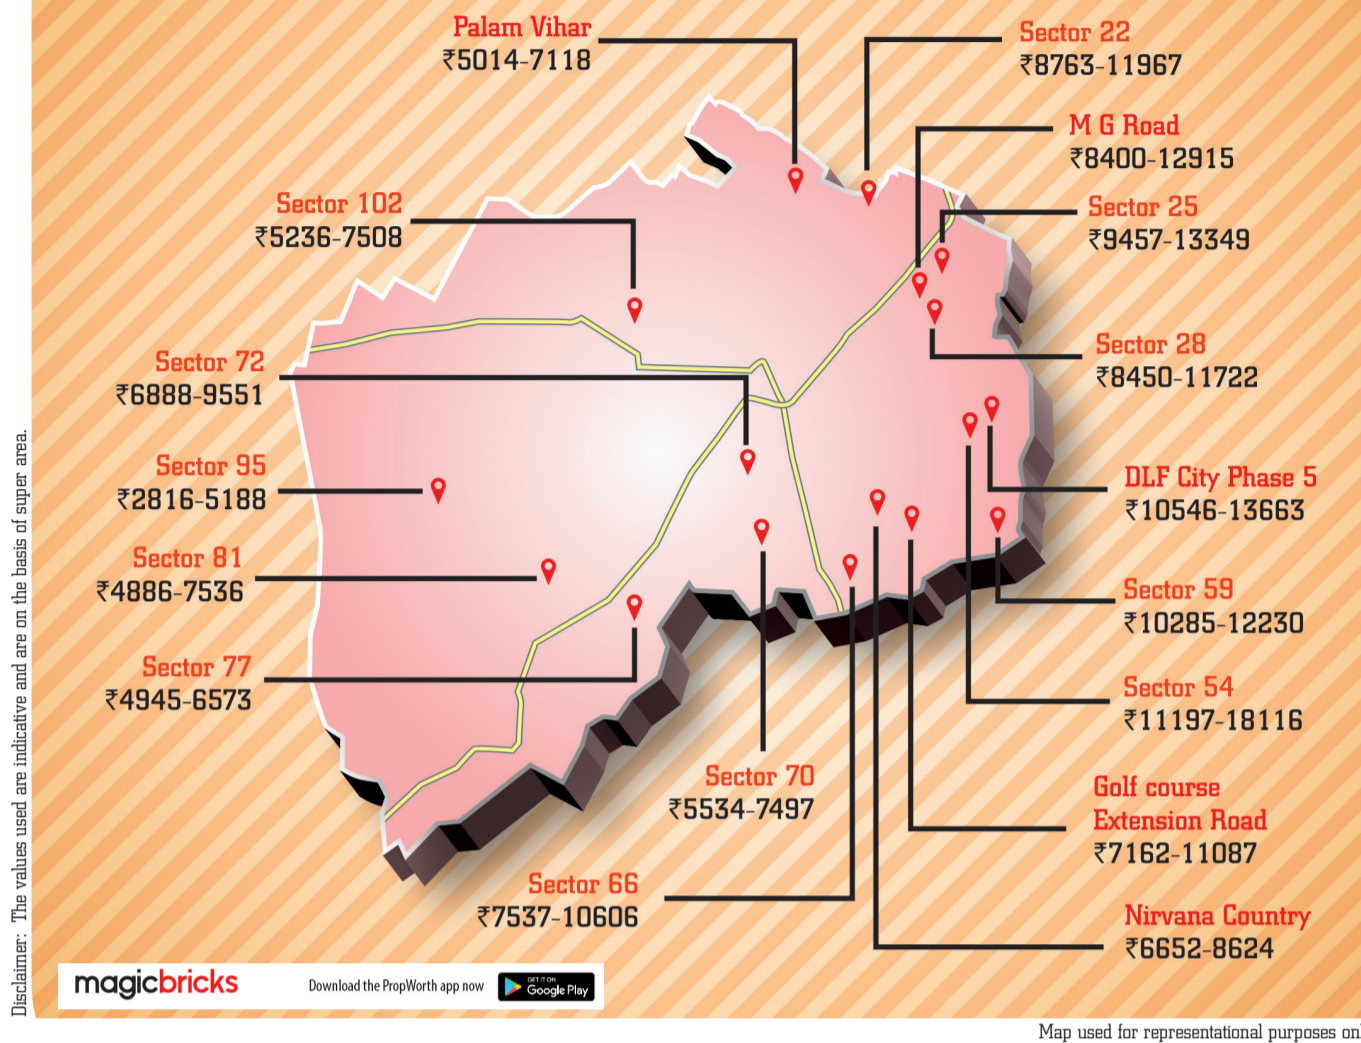 Palam Vihar
₹5014-7118
Sector 22
₹8763-11967
M G Road
₹8400-12915
Sector 102
₹5236-7508
Sector 25
₹9457-13349
Sector 28
₹8450-11722
Sector 72
₹6888-9551
Sector 95
₹2816-5188
DLF City Phase 5
₹10546-13663
Sector 81
₹4886-7536
Sector 59
₹10285-12230
Sector 77
₹4945-6573
Sector 54
₹11197-18116
Sector 70
₹5534-7497
Golf course
Extension Road
₹7162-11087
Sector 66
₹7537-10606
Nirvana Country
₹6652-8624
Disclaimer: The values used are indicative and are on the basis of super area.
magicbricks
Download the PropWorth app now
GET IT ON
Google Play
Map used for representational purposes onl